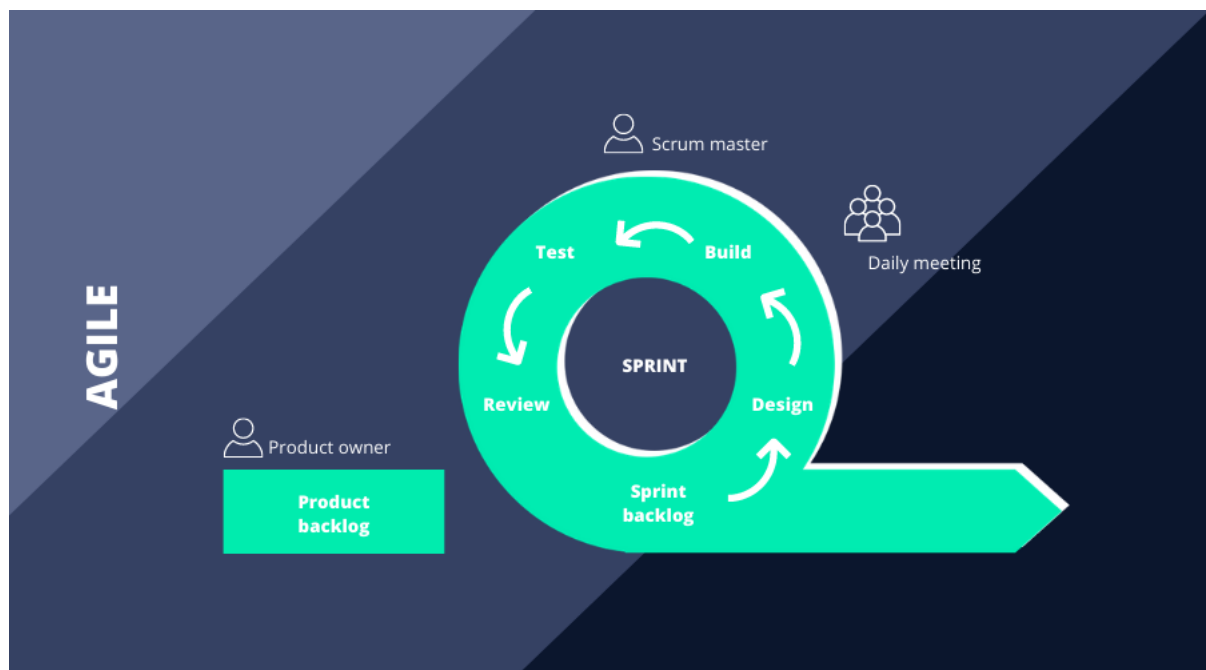 AGILE
Scrum master
Daily meeting
Test
Build
SPRINT
Review
Design
Product owner
Product
backlog
Sprint
backlog